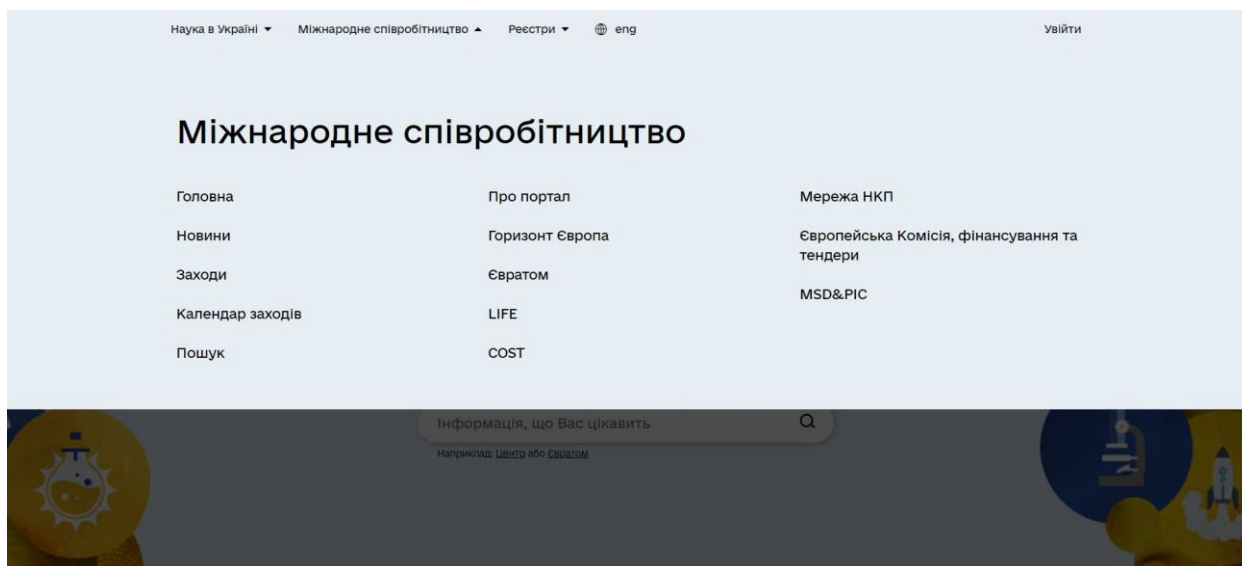 Наука в Україні
Міжнародне співробітництво
Реєстри
eng
Увійти
Міжнародне співробітництво
Головна
Новини
Заходи
Календар заходів
Пошук
Про портал
Горизонт Європа
Євратом
LIFE
COST
Мережа НКП
Європейська Комісія, фінансування та
тендери
MSD&PIC
Інформація, що Вас цікавить
Наприклад: Центр або Євратом